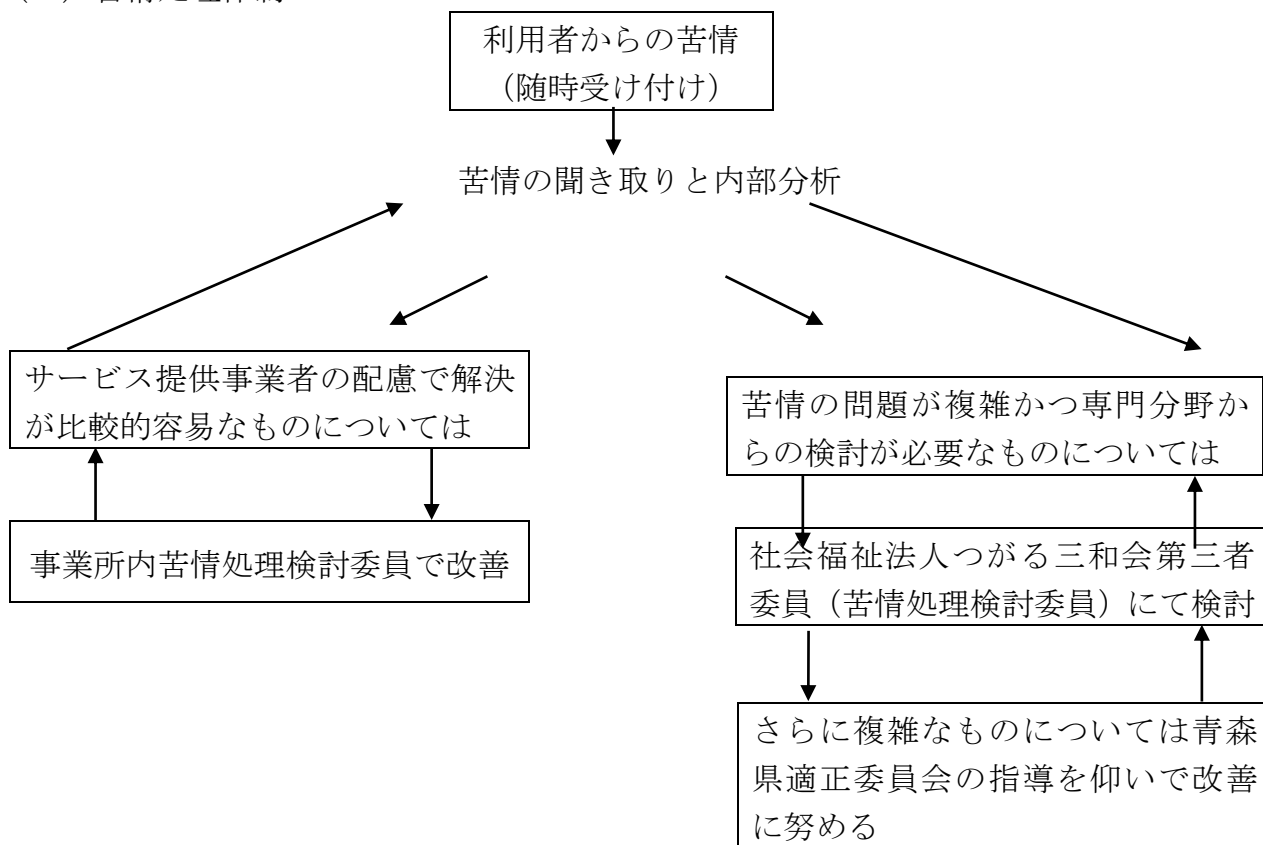 利用者からの苦情
（随時受け付け）
苦情の聞き取りと内部分析
サービス提供事業者の配慮で解決
が比較的容易なものについては
事業所内苦情処理検討委員で改善
苦情の問題が複雑かつ専門分野か
らの検討が必要なものについては
社会福祉法人つがる三和会第三者
委員（苦情処理検討委員）にて検討
さらに複雑なものについては青森
県適正委員会の指導を仰いで改善
に努める